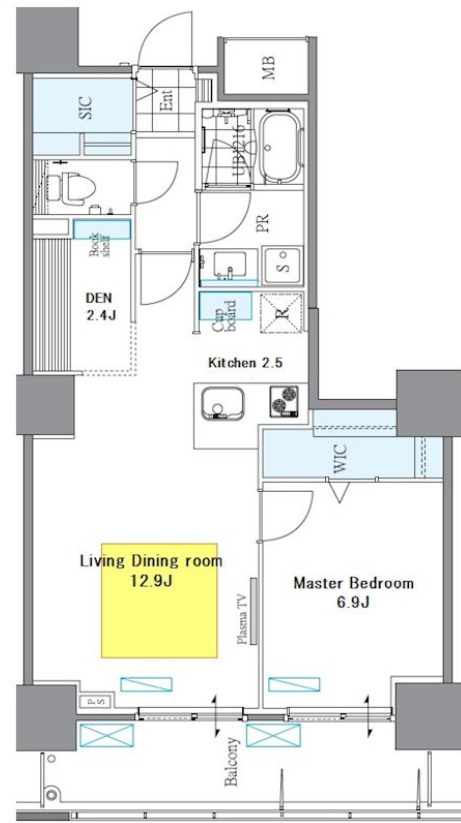 MB
SIC
Ent
UB1216
PR
Book
shelf
S
DEN
2.4J
Cup
board
R
Kitchen 2.5
WIC
Living Dining room
12.9J
Master Bedroom
6.9J
Plasma TV
PS
Balcony